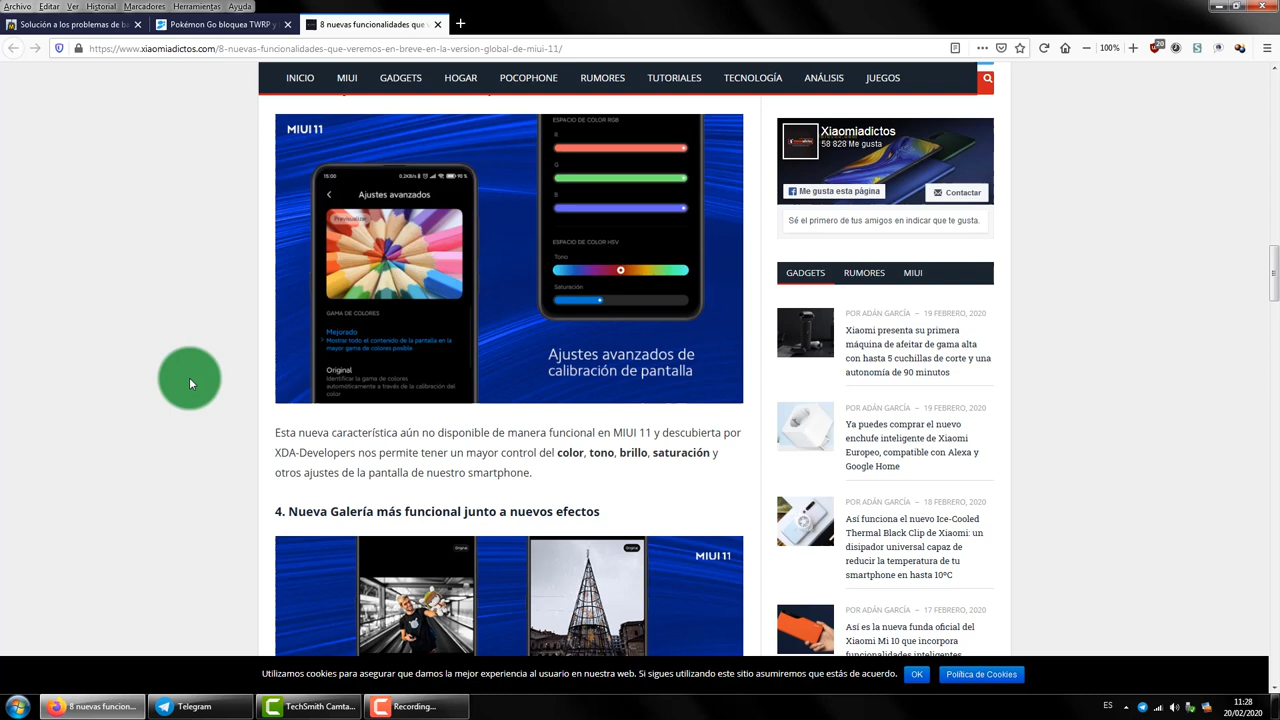 Archivo Editar Ver Historial Marcadores Herramientas Ayuda
Solución a los problemas de ba
Pokémon Go bloquea TWRP y
8 nuevas funcionalidades que
https://www.xiaomiadictos.com/8-nuevas-funcionalidades-que-veremos-en-breve-en-la-version-global-de-miui-11/
100%
20
INICIO MIUI GADGETS HOGAR POCOPHONE RUMORES TUTORIALES TECNOLOGÍA ANÁLISIS JUEGOS
MIUI 11
15:00
Ajustes avanzados
Previsualizar
GAMA DE COLORES
Mejorado
Mostrar todo el contenido de la pantalla en la
mayor gama de colores posible
Original
Identificar la gama de colores
automáticamente a través de la calibración del
color
ESPACIO DE COLOR RGB
R
G
B
ESPACIO DE COLOR HSV
Tono
Saturación
Ajustes avanzados de
calibración de pantalla
Esta nueva característica aún no disponible de manera funcional en MIUI 11 y descubierta por
XDA-Developers nos permite tener un mayor control del color, tono, brillo, saturación y
otros ajustes de la pantalla de nuestro smartphone.
4. Nueva Galería más funcional junto a nuevos efectos
Original
Original
MIUI 11
Xiaomiadictos
58 828 Me gusta
Me gusta esta página
Contactar
Sé el primero de tus amigos en indicar que te gusta.
GADGETS RUMORES MIUI
POR ADÁN GARCÍA – 19 FEBRERO, 2020
Xiaomi presenta su primera
máquina de afeitar de gama alta
con hasta 5 cuchillas de corte y una
autonomía de 90 minutos
POR ADÁN GARCÍA – 19 FEBRERO, 2020
Ya puedes comprar el nuevo
enchufe inteligente de Xiaomi
Europeo, compatible con Alexa y
Google Home
POR ADÁN GARCÍA – 18 FEBRERO, 2020
Así funciona el nuevo Ice-Cooled
Thermal Black Clip de Xiaomi: un
disipador universal capaz de
reducir la temperatura de tu
smartphone en hasta 10ºC
POR ADÁN GARCÍA – 17 FEBRERO, 2020
Así es la nueva funda oficial del
Xiaomi Mi 10 que incorpora
funcionalidades inteligentes
Utilizamos cookies para asegurar que damos la mejor experiencia al usuario en nuestra web. Si sigues utilizando este sitio asumiremos que estás de acuerdo.
OK
Política de Cookies
8 nuevas funcion...
Telegram
TechSmith Camta...
Recording...
ES
11:28
20/02/2020